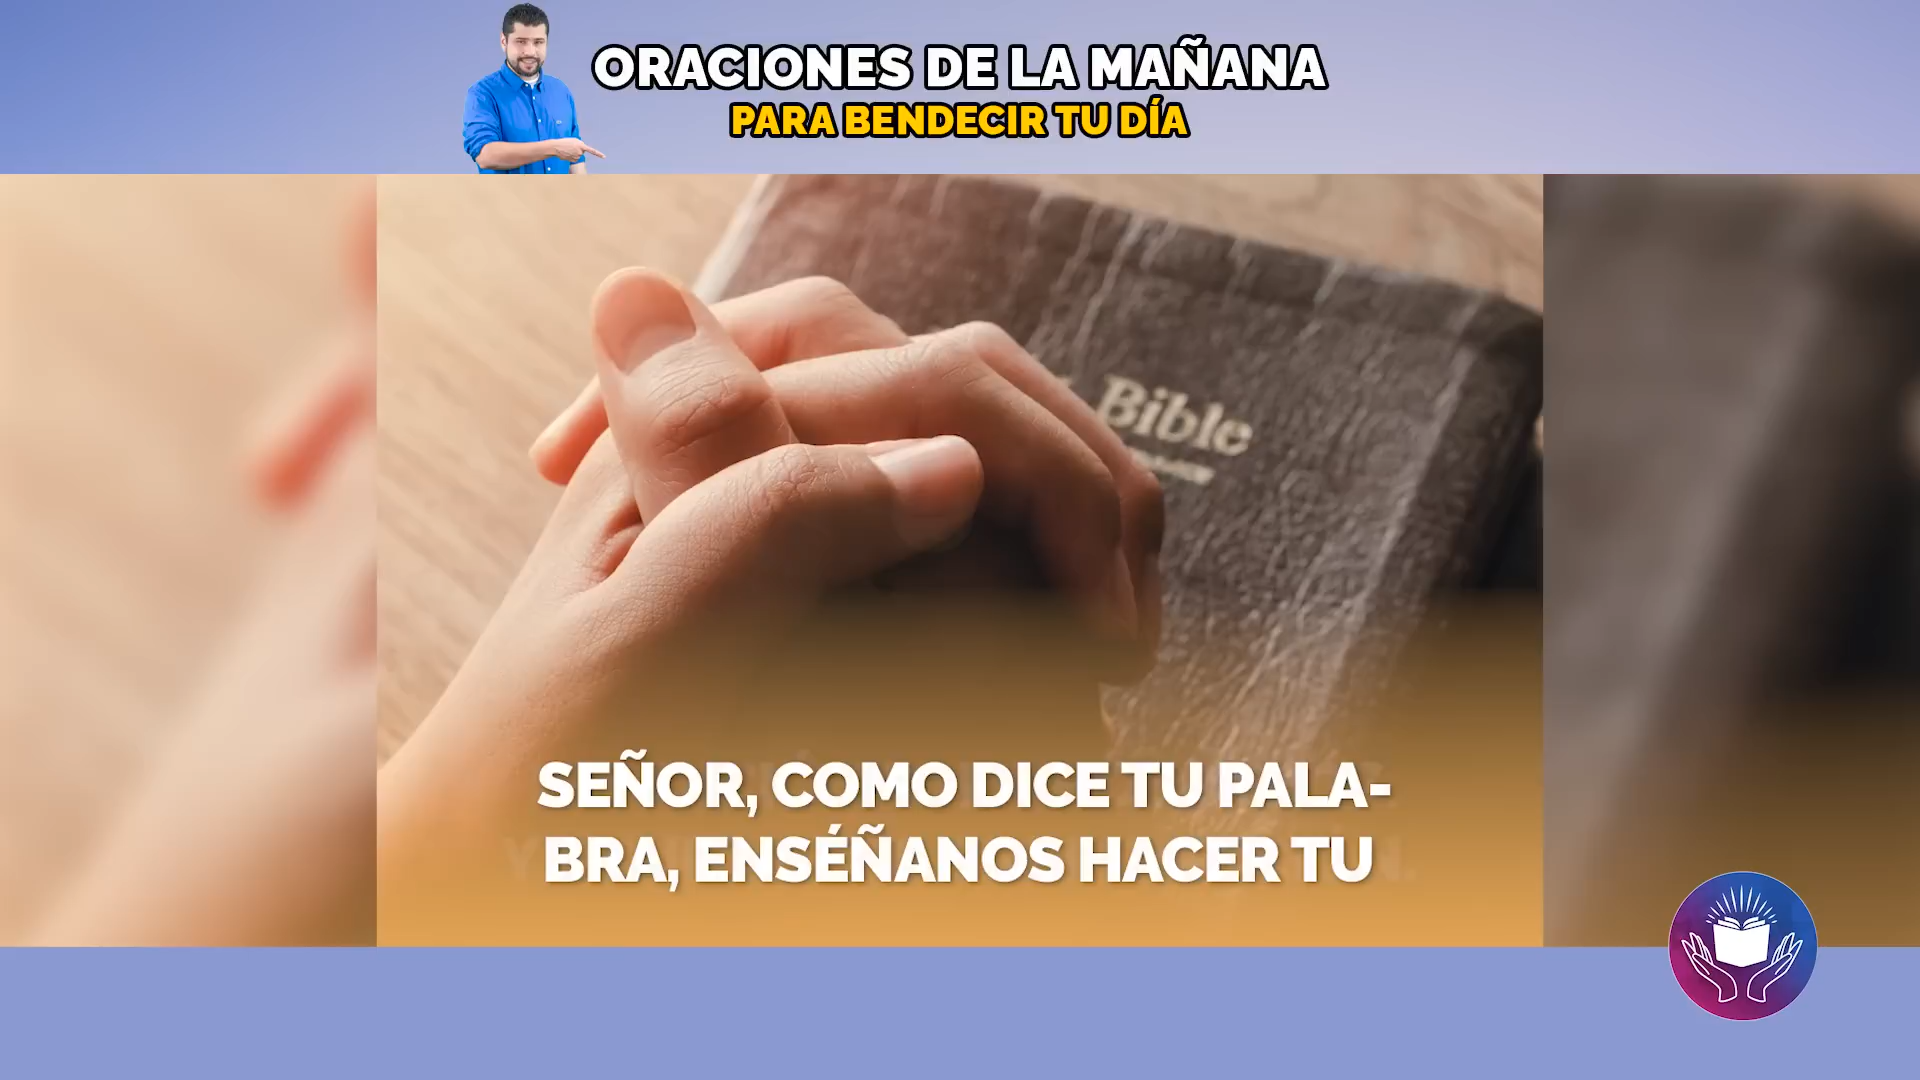 ORACIONES DE LA MAÑANA
PARA BENDECIR TU DÍA
Bible
SEÑOR, COMO DICE TU PALA-
BRA, ENSÉÑANOS HACER TU